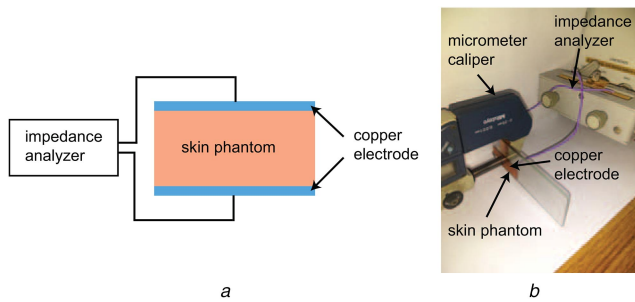 impedance
analyzer
skin phantom
copper
electrode
a
micrometer
caliper
impedance
analyzer
copper
electrode
skin phantom
b